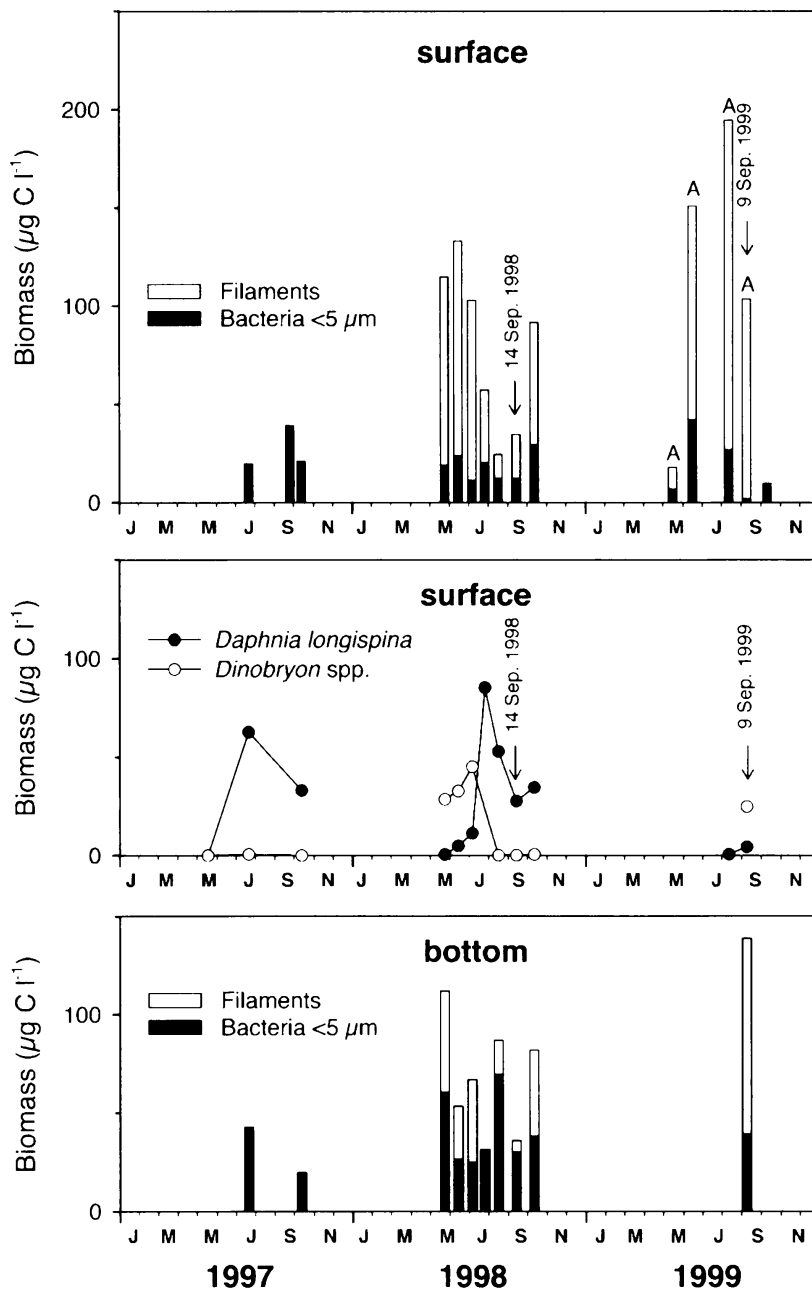 surface
Biomass (µg C l⁻¹)
200
100
0
Filaments
Bacteria <5 µm
14 Sep. 1998
A
A
A
9 Sep. 1999
A
J M M J S N J M M J S N J M M J S N
surface
Biomass (µg C l⁻¹)
100
0
Daphnia longispina
Dinobryon spp.
14 Sep. 1998
9 Sep. 1999
J M M J S N J M M J S N J M M J S N
bottom
Biomass (µg C l⁻¹)
100
0
Filaments
Bacteria <5 µm
J M M J S N J M M J S N J M M J S N
1997 1998 1999